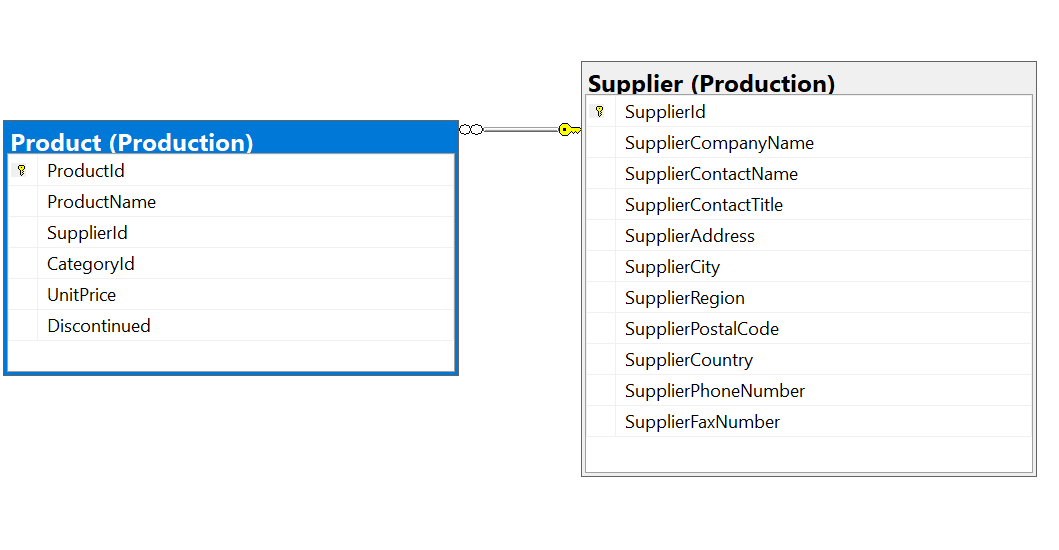 Product (Production)
ProductId
ProductName
SupplierId
CategoryId
UnitPrice
Discontinued
Supplier (Production)
SupplierId
SupplierCompanyName
SupplierContactName
SupplierContactTitle
SupplierAddress
SupplierCity
SupplierRegion
SupplierPostalCode
SupplierCountry
SupplierPhoneNumber
SupplierFaxNumber